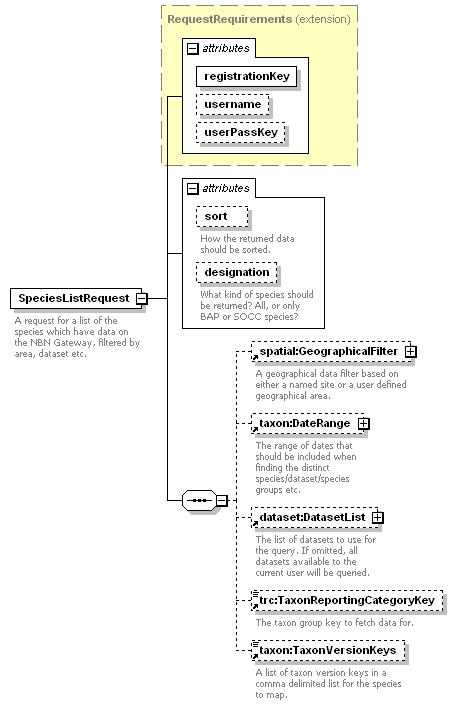 RequestRequirements (extension)
attributes
registrationKey
username
userPassKey
attributes
sort
How the returned data
should be sorted.
designation
What kind of species should
be returned? All, or only
BAP or SOCC species?
SpeciesListRequest
A request for a list of the
species which have data on
the NBN Gateway, filtered by
area, dataset etc.
spatial:GeographicalFilter
A geographical data filter based on
either a named site or a user defined
geographical area.
taxon:DateRange
The range of dates that
should be included when
finding the distinct
species/dataset/species
groups etc.
dataset:DatasetList
The list of datasets to use for
the query. If omitted, all
datasets available to the
current user will be queried.
trc:TaxonReportingCategoryKey
The taxon group key to fetch data for.
taxon:TaxonVersionKeys
A list of taxon version keys in a
comma delimited list for the species
to map.